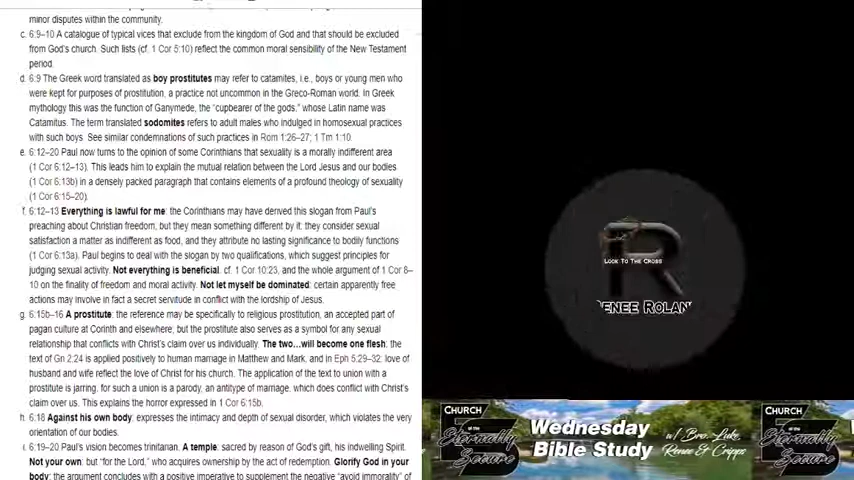 minor disputes within the community.
c. 6:9–10 A catalogue of typical vices that exclude from the kingdom of God and that should be excluded
from God's church. Such lists (cf. 1 Cor 5:10) reflect the common moral sensibility of the New Testament
period.
d. 6:9 The Greek word translated as boy prostitutes may refer to catamites, i.e., boys or young men who
were kept for purposes of prostitution, a practice not uncommon in the Greco-Roman world. In Greek
mythology this was the function of Ganymede, the "cupbearer of the gods," whose Latin name was
Catamitus. The term translated sodomites refers to adult males who indulged in homosexual practices
with such boys. See similar condemnations of such practices in Rom 1:26–27; 1 Tm 1:10.
e. 6:12–20 Paul now turns to the opinion of some Corinthians that sexuality is a morally indifferent area
(1 Cor 6:12–13). This leads him to explain the mutual relation between the Lord Jesus and our bodies
(1 Cor 6:13b) in a densely packed paragraph that contains elements of a profound theology of sexuality
(1 Cor 6:15–20).
f. 6:12–13 Everything is lawful for me: the Corinthians may have derived this slogan from Paul's
preaching about Christian freedom, but they mean something different by it: they consider sexual
satisfaction a matter as indifferent as food, and they attribute no lasting significance to bodily functions
(1 Cor 6:13a). Paul begins to deal with the slogan by two qualifications, which suggest principles for
judging sexual activity. Not everything is beneficial: cf. 1 Cor 10:23, and the whole argument of 1 Cor 8–
10 on the finality of freedom and moral activity. Not let myself be dominated: certain apparently free
actions may involve in fact a secret servitude in conflict with the lordship of Jesus.
g. 6:15b–16 A prostitute: the reference may be specifically to religious prostitution, an accepted part of
pagan culture at Corinth and elsewhere; but the prostitute also serves as a symbol for any sexual
relationship that conflicts with Christ's claim over us individually. The two...will become one flesh: the
text of Gn 2:24 is applied positively to human marriage in Matthew and Mark, and in Eph 5:29–32: love of
husband and wife reflect the love of Christ for his church. The application of the text to union with a
prostitute is jarring, for such a union is a parody, an antitype of marriage, which does conflict with Christ's
claim over us. This explains the horror expressed in 1 Cor 6:15b.
h. 6:18 Against his own body: expresses the intimacy and depth of sexual disorder, which violates the very
orientation of our bodies.
i. 6:19–20 Paul's vision becomes trinitarian. A temple: sacred by reason of God's gift, his indwelling Spirit.
Not your own: but "for the Lord," who acquires ownership by the act of redemption. Glorify God in your
body: the argument concludes with a positive imperative to supplement the negative "avoid immorality" of
R
LOOK TO THE CROSS
RENEE ROLAN
CHURCH
of the
Eternally
Secure
Wednesday
Bible Study
w/ Bro. Luke,
Renee & Cripps
CHURCH
of the
Eternally
Secure